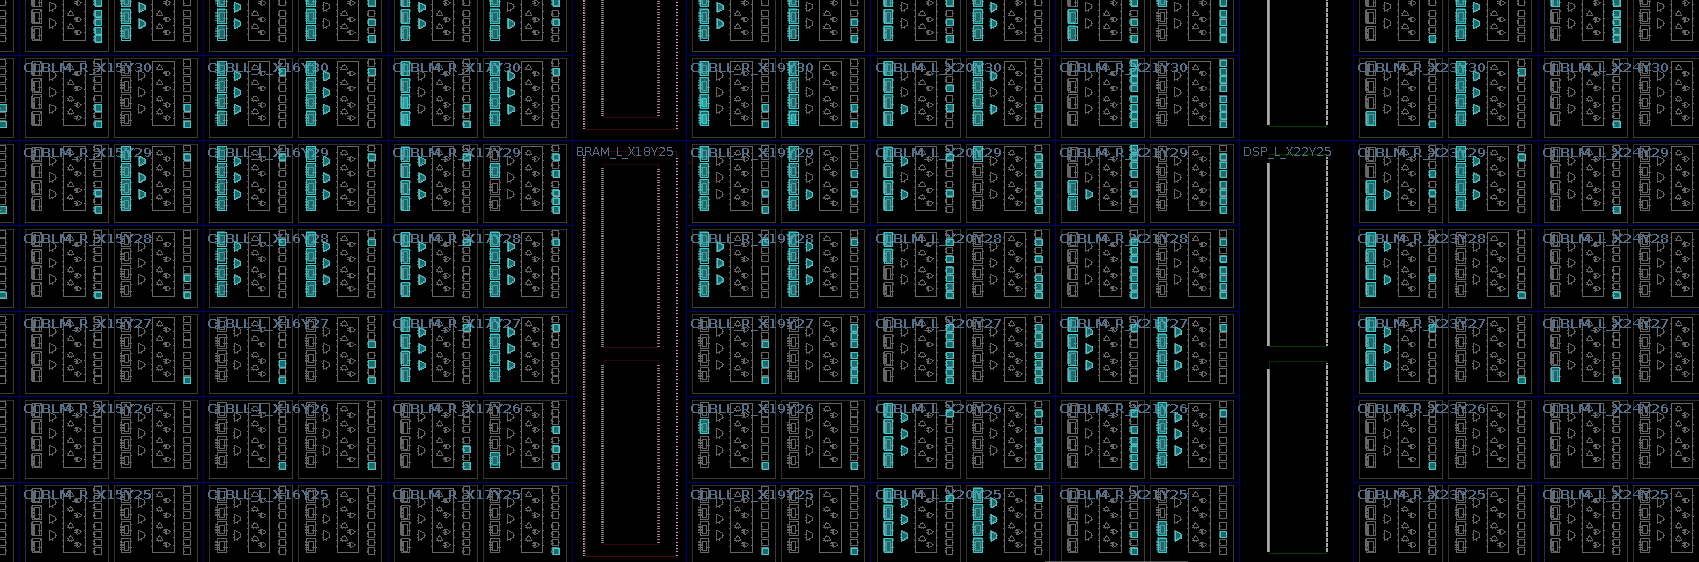 CLBLM_R_X15Y30 CLBLL_L_X16Y30 CLBLM_R_X17Y30 CLBLL_R_X19Y30 CLBLM_L_X20Y30 CLBLM_R_X21Y30 CLBLM_R_X23Y30 CLBLM_L_X24Y30
CLBLM_R_X15Y29 CLBLL_L_X16Y29 CLBLM_R_X17Y29 BRAM_L_X18Y25 CLBLL_R_X19Y29 CLBLM_L_X20Y29 CLBLM_R_X21Y29 DSP_L_X22Y25 CLBLM_R_X23Y29 CLBLM_L_X24Y29
CLBLM_R_X15Y28 CLBLL_L_X16Y28 CLBLM_R_X17Y28 CLBLL_R_X19Y28 CLBLM_L_X20Y28 CLBLM_R_X21Y28 CLBLM_R_X23Y28 CLBLM_L_X24Y28
CLBLM_R_X15Y27 CLBLL_L_X16Y27 CLBLM_R_X17Y27 CLBLL_R_X19Y27 CLBLM_L_X20Y27 CLBLM_R_X21Y27 CLBLM_R_X23Y27 CLBLM_L_X24Y27
CLBLM_R_X15Y26 CLBLL_L_X16Y26 CLBLM_R_X17Y26 CLBLL_R_X19Y26 CLBLM_L_X20Y26 CLBLM_R_X21Y26 CLBLM_R_X23Y26 CLBLM_L_X24Y26
CLBLM_R_X15Y25 CLBLL_L_X16Y25 CLBLM_R_X17Y25 CLBLL_R_X19Y25 CLBLM_L_X20Y25 CLBLM_R_X21Y25 CLBLM_R_X23Y25 CLBLM_L_X24Y25